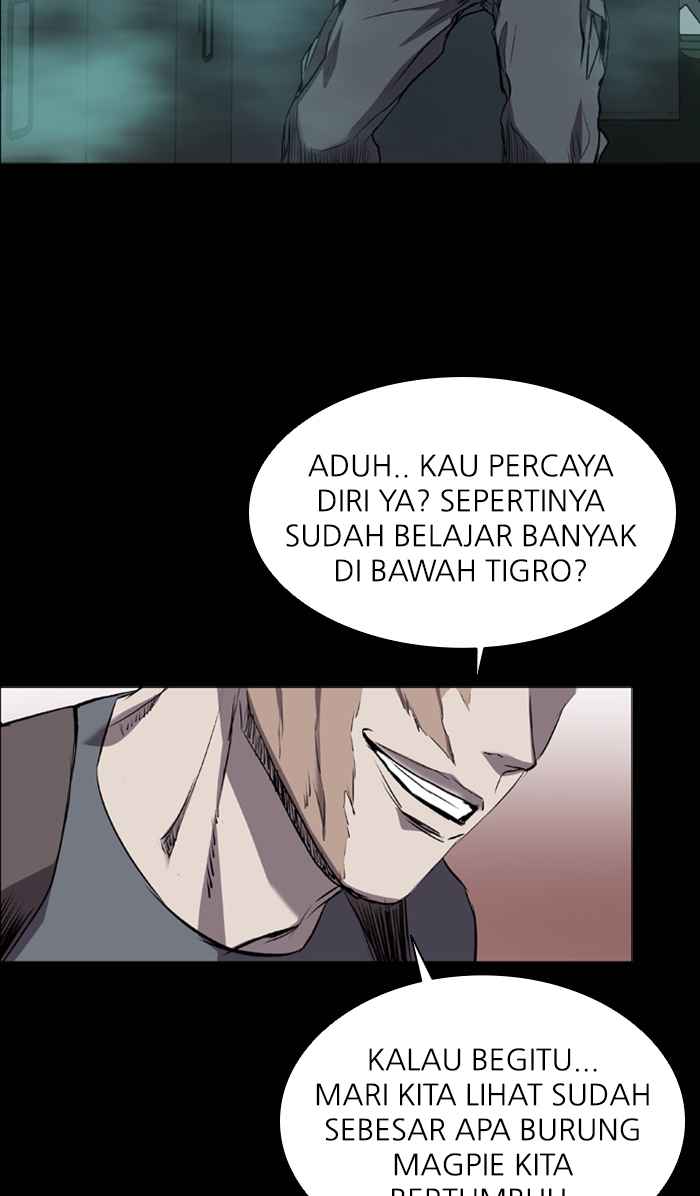 ADUH.. KAU PERCAYA
DIRI YA? SEPERTINYA
SUDAH BELAJAR BANYAK
DI BAWAH TIGRO?
KALAU BEGITU...
MARI KITA LIHAT SUDAH
SEBESAR APA BURUNG
MAGPIE KITA
BERTUMBUH